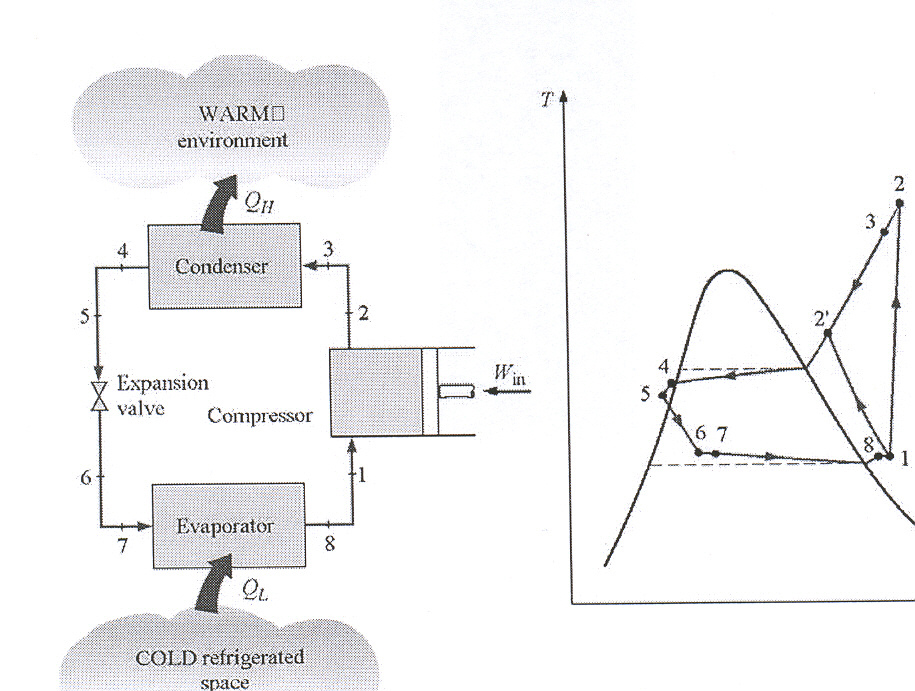 WARM□
environment
Q_H
4
3
Condenser
5
2
Expansion
valve
Compressor
W_in
6
1
Evaporator
7
8
Q_L
COLD refrigerated
space
T
2
3
2'
4
5
6 7
8
1